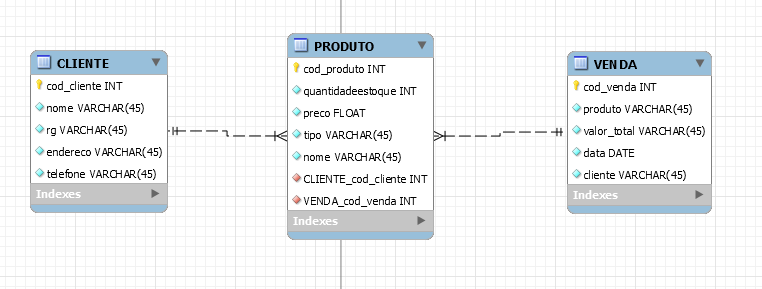 CLIENTE
cod_cliente INT
nome VARCHAR(45)
rg VARCHAR(45)
endereco VARCHAR(45)
telefone VARCHAR(45)
Indexes
PRODUTO
cod_produto INT
quantidadeestoque INT
preco FLOAT
tipo VARCHAR(45)
nome VARCHAR(45)
CLIENTE_cod_cliente INT
VENDA_cod_venda INT
Indexes
VENDA
cod_venda INT
produto VARCHAR(45)
valor_total VARCHAR(45)
data DATE
cliente VARCHAR(45)
Indexes